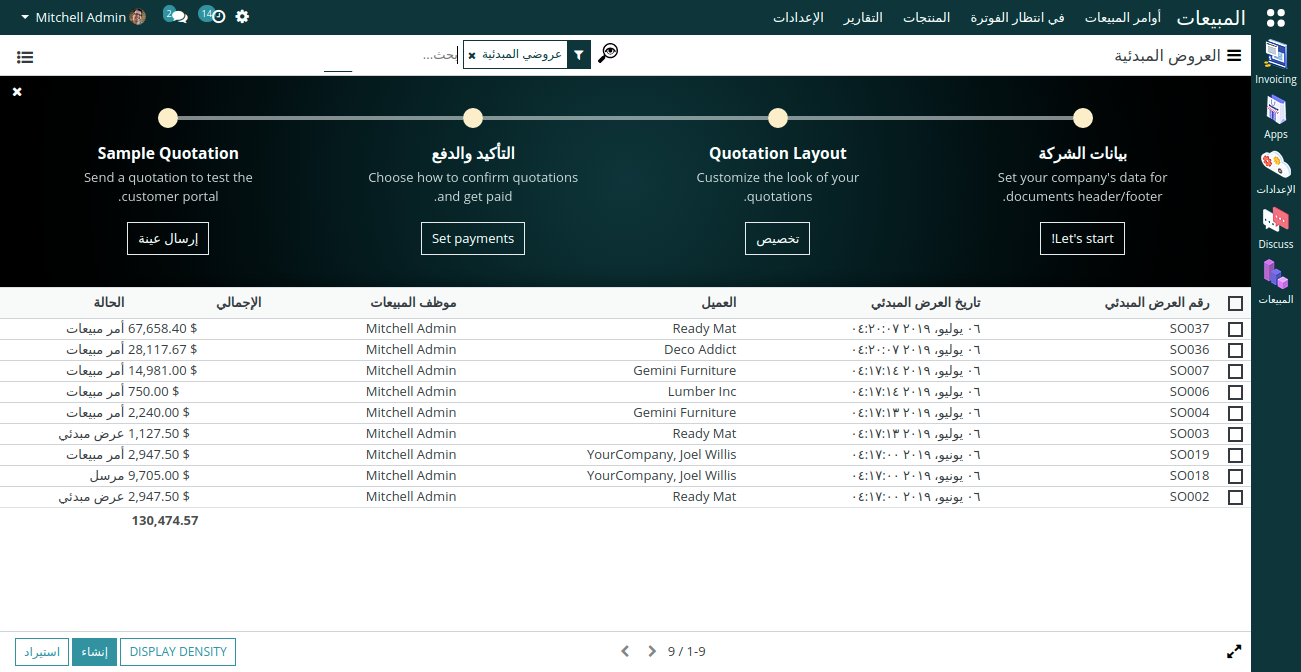 المبيعات
أوامر المبيعات
في انتظار الفوترة
المنتجات
التقارير
الإعدادات
14
2
Mitchell Admin
Invoicing
Apps
الإعدادات
Discuss
المبيعات
العروض المبدئية
عروضي المبدئية ×
بحث...
بيانات الشركة
Set your company's data for
documents header/footer.
Let's start!
Quotation Layout
Customize the look of your
quotations.
تخصيص
التأكيد والدفع
Choose how to confirm quotations
and get paid.
Set payments
Sample Quotation
Send a quotation to test the
customer portal.
إرسال عينة
رقم العرض المبدئي تاريخ العرض المبدئي العميل موظف المبيعات الإجمالي الحالة
SO037 ٠٦ يوليو، ٢٠١٩ ٠٤:٢٠:٠٧ Ready Mat Mitchell Admin $ 67,658.40 أمر مبيعات
SO036 ٠٦ يوليو، ٢٠١٩ ٠٤:٢٠:٠٧ Deco Addict Mitchell Admin $ 28,117.67 أمر مبيعات
SO007 ٠٦ يوليو، ٢٠١٩ ٠٤:١٧:١٤ Gemini Furniture Mitchell Admin $ 14,981.00 أمر مبيعات
SO006 ٠٦ يوليو، ٢٠١٩ ٠٤:١٧:١٤ Lumber Inc Mitchell Admin $ 750.00 أمر مبيعات
SO004 ٠٦ يوليو، ٢٠١٩ ٠٤:١٧:١٣ Gemini Furniture Mitchell Admin $ 2,240.00 أمر مبيعات
SO003 ٠٦ يوليو، ٢٠١٩ ٠٤:١٧:١٣ Ready Mat Mitchell Admin $ 1,127.50 عرض مبدئي
SO019 ٠٦ يونيو، ٢٠١٩ ٠٤:١٧:٠٠ YourCompany, Joel Willis Mitchell Admin $ 2,947.50 أمر مبيعات
SO018 ٠٦ يونيو، ٢٠١٩ ٠٤:١٧:٠٠ YourCompany, Joel Willis Mitchell Admin $ 9,705.00 مرسل
SO002 ٠٦ يونيو، ٢٠١٩ ٠٤:١٧:٠٠ Ready Mat Mitchell Admin $ 2,947.50 عرض مبدئي
130,474.57
9 / 1-9
DISPLAY DENSITY
إنشاء
استيراد